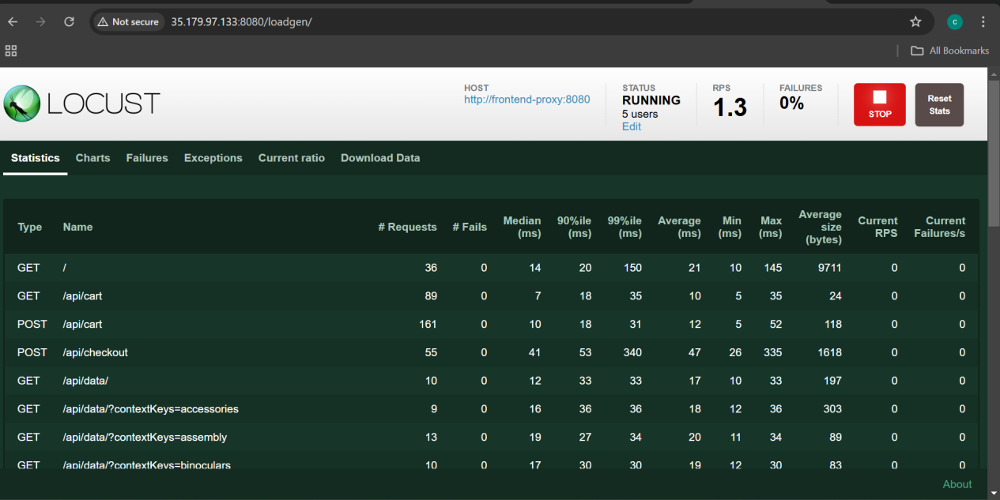 Not secure 35.179.97.133:8080/loadgen/ c
All Bookmarks
LOCUST
HOST
http://frontend-proxy:8080
STATUS
RUNNING
5 users
Edit
RPS
1.3
FAILURES
0%
STOP
Reset
Stats
Statistics Charts Failures Exceptions Current ratio Download Data
Type Name # Requests # Fails Median (ms) 90%ile (ms) 99%ile (ms) Average (ms) Min (ms) Max (ms) Average size (bytes) Current RPS Current Failures/s
GET / 36 0 14 20 150 21 10 145 9711 0 0
GET /api/cart 89 0 7 18 35 10 5 35 24 0 0
POST /api/cart 161 0 10 18 31 12 5 52 118 0 0
POST /api/checkout 55 0 41 53 340 47 26 335 1618 0 0
GET /api/data/ 10 0 12 33 33 17 10 33 197 0 0
GET /api/data/?contextKeys=accessories 9 0 16 36 36 18 12 36 303 0 0
GET /api/data/?contextKeys=assembly 13 0 19 27 34 20 11 34 89 0 0
GET /api/data/?contextKeys=binoculars 10 0 17 30 30 19 12 30 83 0 0
About